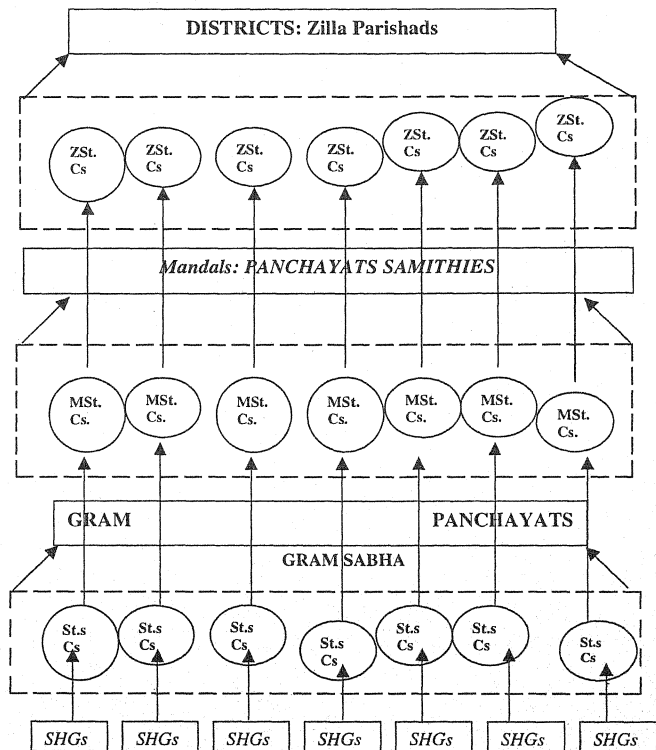 DISTRICTS: Zilla Parishads
ZSt. ZSt. ZSt. ZSt. ZSt. ZSt. ZSt.
Cs Cs Cs Cs Cs Cs Cs
Mandals: PANCHAYATS SAMITHIES
MSt. MSt. MSt. MSt. MSt. MSt. MSt.
Cs. Cs. Cs. Cs. Cs. Cs. Cs.
GRAM PANCHAYATS
GRAM SABHA
St.s St.s St.s St.s St.s St.s St.s
Cs Cs Cs Cs Cs Cs Cs
SHGs SHGs SHGs SHGs SHGs SHGs SHGs